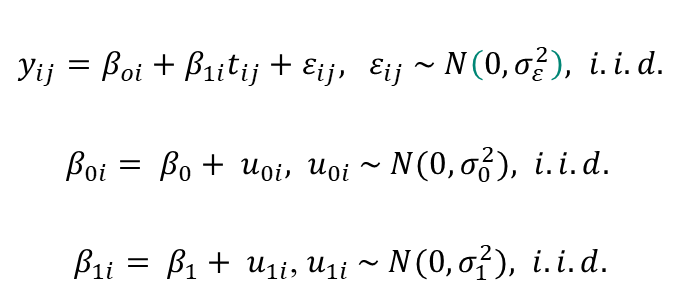 y_{ij} = β_{oi} + β_{1i}t_{ij} + ε_{ij},  ε_{ij} ~ N(0, σ_ε^2),  i.i.d.
β_{0i} = β_0 + u_{0i}, u_{0i} ~ N(0, σ_0^2), i.i.d.
β_{1i} = β_1 + u_{1i}, u_{1i} ~ N(0, σ_1^2), i.i.d.